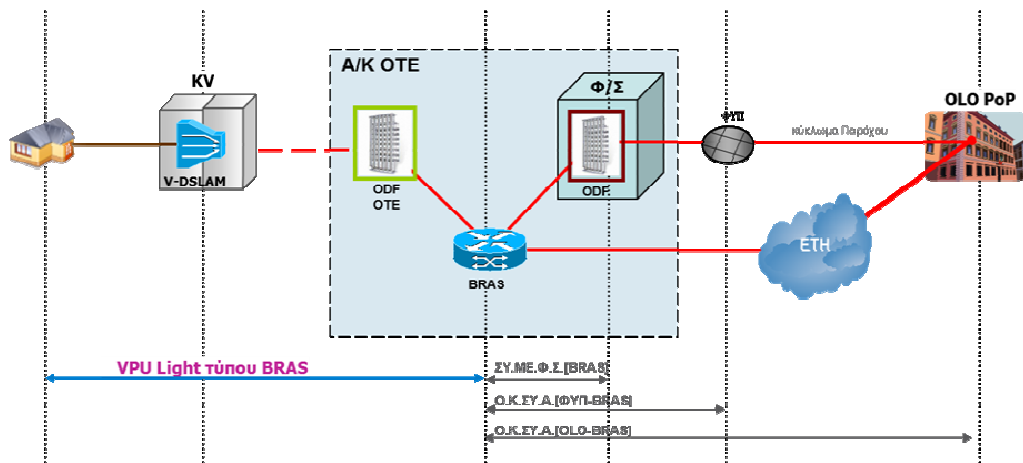 Α/Κ ΟΤΕ
KV
Φ/Σ
ΦΥΠ
OLO PoP
κύκλωμα Παρόχου
V-DSLAM
ODF
ΟΤΕ
ODF
ETH
BRAS
VPU Light τύπου BRAS
ΣΥ.ΜΕ.Φ.Σ.[BRAS]
Ο.Κ.ΣΥ.Α.[ΦΥΠ-BRAS]
Ο.Κ.ΣΥ.Α.[OLO-BRAS]